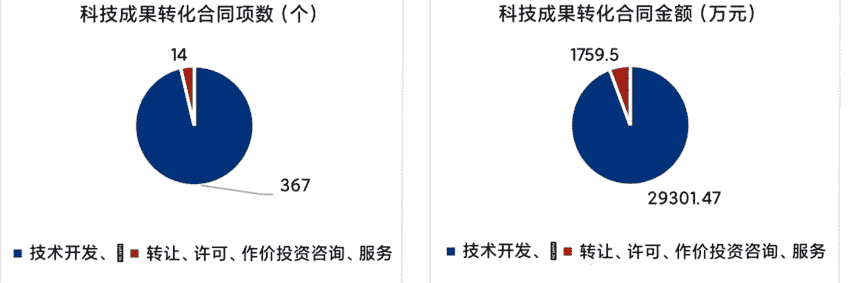 科技成果转化合同项数（个）
14
367
技术开发、
转让、许可、作价投资咨询、服务
科技成果转化合同金额（万元）
1759.5
29301.47
技术开发、
转让、许可、作价投资咨询、服务